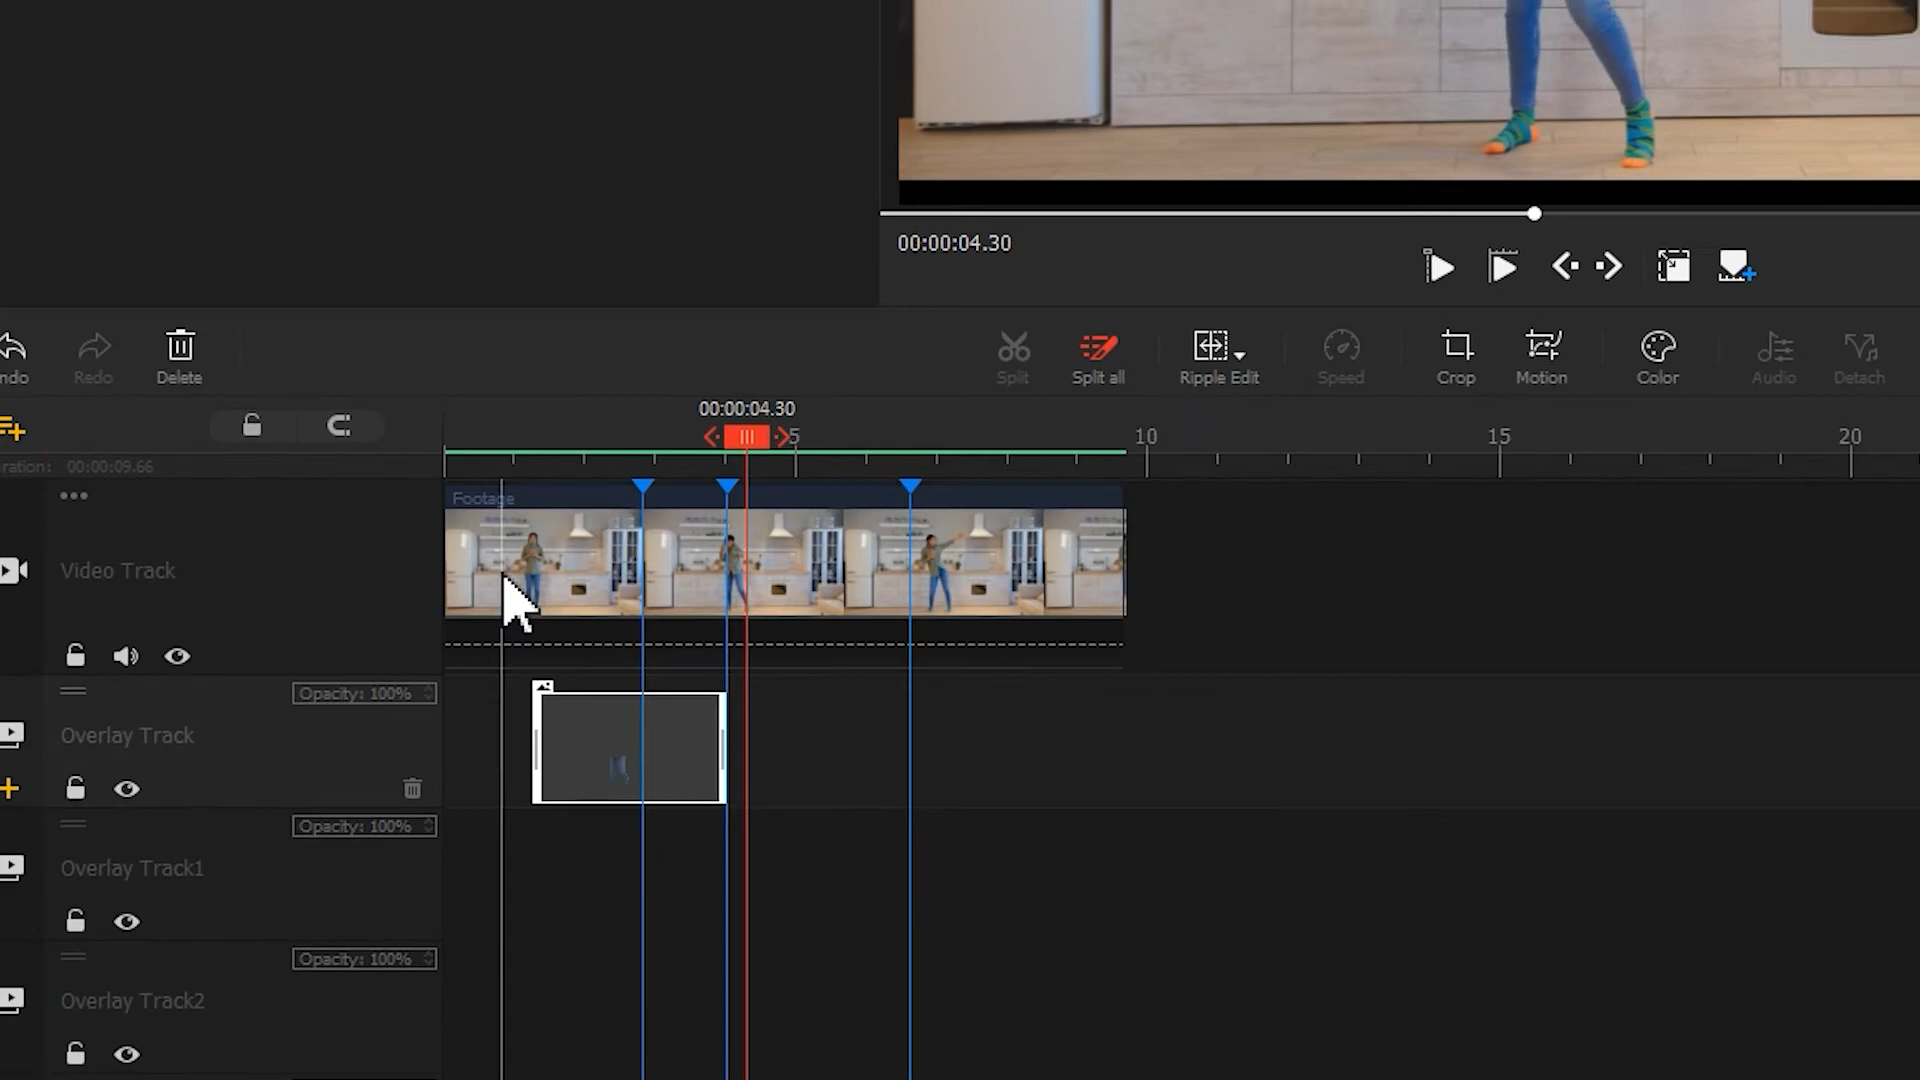 00:00:04.30
ndo
Redo
Delete
Split
Split all
Ripple Edit
Speed
Crop
Motion
Color
Audio
Detach
00:00:04.30
5
10
15
20
ration: 00:00:09.66
Footage
Video Track
Opacity: 100%
Overlay Track
Opacity: 100%
Overlay Track1
Opacity: 100%
Overlay Track2